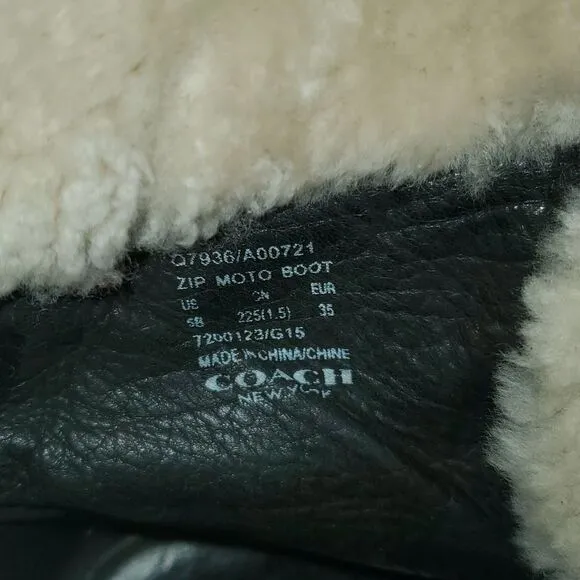 Q7936/A00721
ZIP MOTO BOOT
US CN EUR
5B 225(1.5) 35
7200123/G15
MADE IN CHINA/CHINE
COACH
NEW YORK